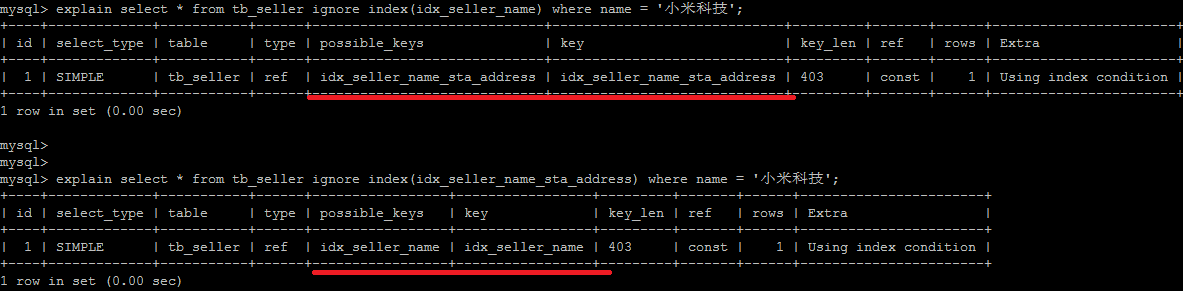 mysql> explain select * from tb_seller ignore index(idx_seller_name) where name = '小米科技';
+----+-------------+-----------+------+-----------------------------+-----------------------------+---------+-------+------+-----------------------+
| id | select_type | table     | type | possible_keys               | key                         | key_len | ref   | rows | Extra                 |
+----+-------------+-----------+------+-----------------------------+-----------------------------+---------+-------+------+-----------------------+
|  1 | SIMPLE      | tb_seller | ref  | idx_seller_name_sta_address | idx_seller_name_sta_address | 403     | const |    1 | Using index condition |
+----+-------------+-----------+------+-----------------------------+-----------------------------+---------+-------+------+-----------------------+
1 row in set (0.00 sec)
mysql>
mysql>
mysql> explain select * from tb_seller ignore index(idx_seller_name_sta_address) where name = '小米科技';
+----+-------------+-----------+------+-----------------+-----------------+---------+-------+------+-----------------------+
| id | select_type | table     | type | possible_keys   | key             | key_len | ref   | rows | Extra                 |
+----+-------------+-----------+------+-----------------+-----------------+---------+-------+------+-----------------------+
|  1 | SIMPLE      | tb_seller | ref  | idx_seller_name | idx_seller_name | 403     | const |    1 | Using index condition |
+----+-------------+-----------+------+-----------------+-----------------+---------+-------+------+-----------------------+
1 row in set (0.00 sec)